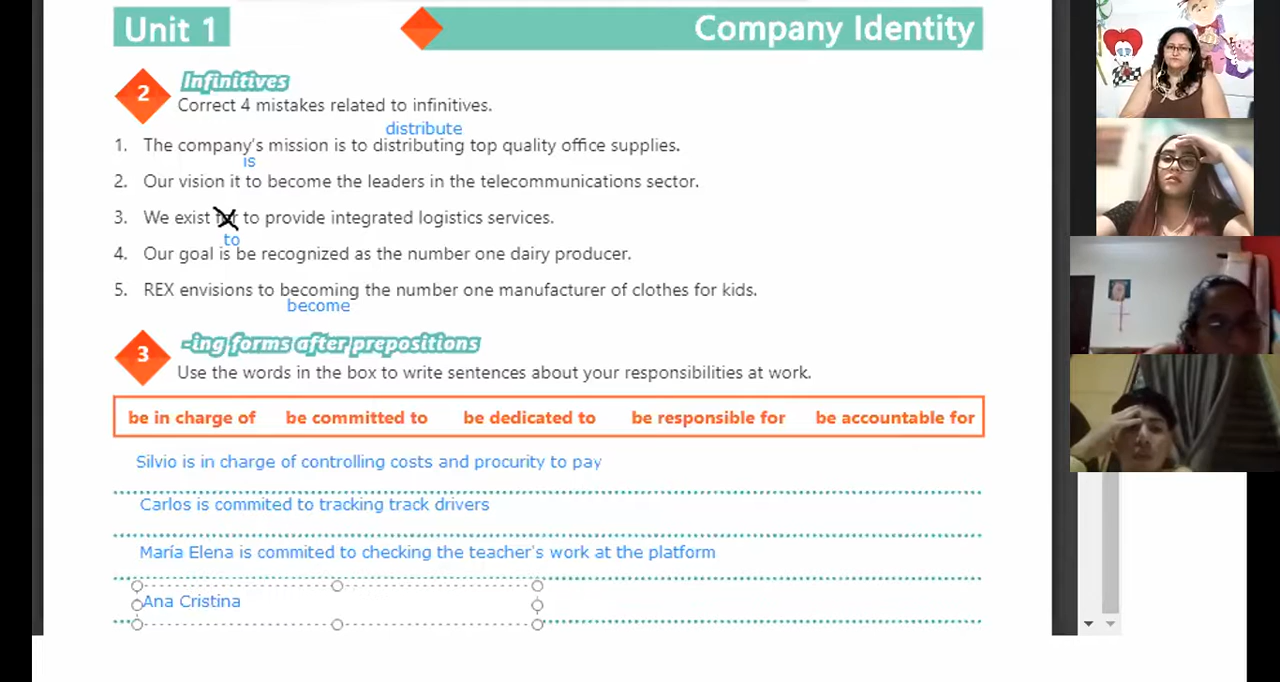 Unit 1
Company Identity
2
Infinitives
Correct 4 mistakes related to infinitives.
distribute
1. The company's mission is to distributing top quality office supplies.
is
2. Our vision it to become the leaders in the telecommunications sector.
3. We exist for to provide integrated logistics services.
to
4. Our goal is be recognized as the number one dairy producer.
5. REX envisions to becoming the number one manufacturer of clothes for kids.
become
3
-ing forms after prepositions
Use the words in the box to write sentences about your responsibilities at work.
be in charge of be committed to be dedicated to be responsible for be accountable for
Silvio is in charge of controlling costs and procurity to pay
Carlos is commited to tracking track drivers
María Elena is commited to checking the teacher's work at the platform
Ana Cristina